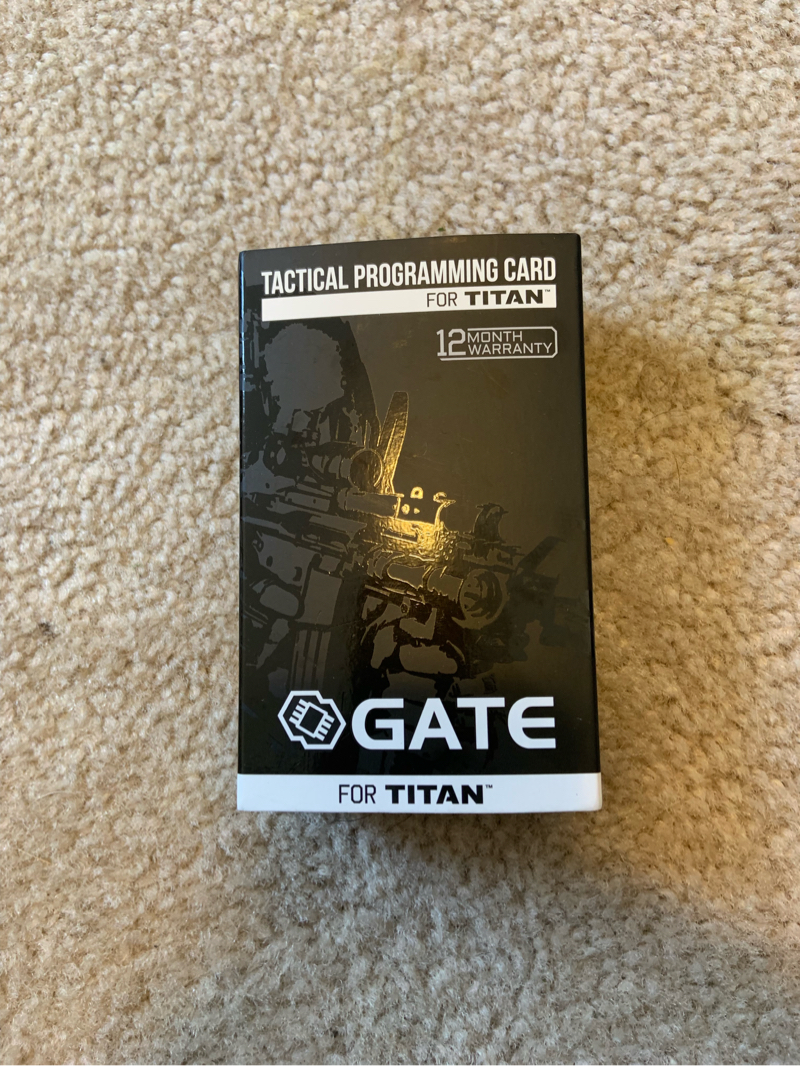 TACTICAL PROGRAMMING CARD
FOR TITAN™
12 MONTH
WARRANTY
GATE
FOR TITAN™